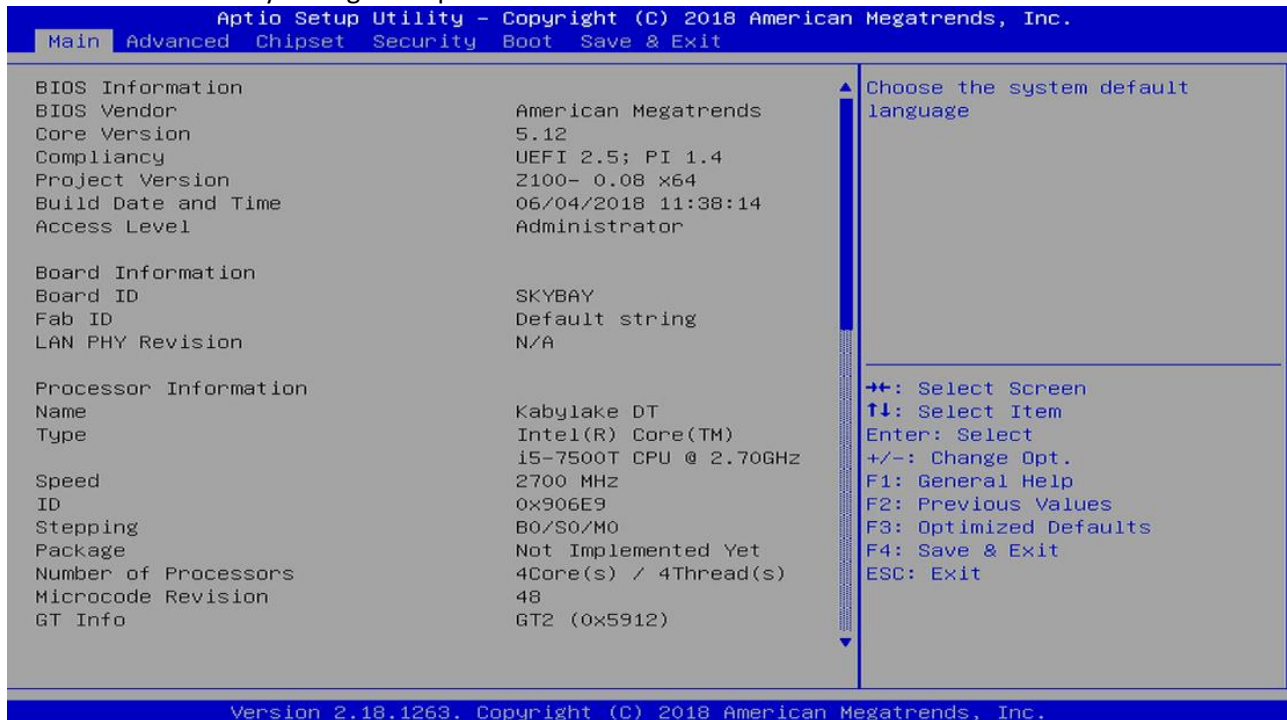 Aptio Setup Utility – Copyright (C) 2018 American Megatrends, Inc.
Main Advanced Chipset Security Boot Save & Exit
BIOS Information
BIOS Vendor American Megatrends
Core Version 5.12
Compliancy UEFI 2.5; PI 1.4
Project Version Z100- 0.08 x64
Build Date and Time 06/04/2018 11:38:14
Access Level Administrator
Board Information
Board ID SKYBAY
Fab ID Default string
LAN PHY Revision N/A
Processor Information
Name Kabylake DT
Type Intel(R) Core(TM)
i5-7500T CPU @ 2.70GHz
Speed 2700 MHz
ID 0x906E9
Stepping B0/S0/M0
Package Not Implemented Yet
Number of Processors 4Core(s) / 4Thread(s)
Microcode Revision 48
GT Info GT2 (0x5912)
Choose the system default
language
→←: Select Screen
↑↓: Select Item
Enter: Select
+/-: Change Opt.
F1: General Help
F2: Previous Values
F3: Optimized Defaults
F4: Save & Exit
ESC: Exit
Version 2.18.1263. Copyright (C) 2018 American Megatrends, Inc.